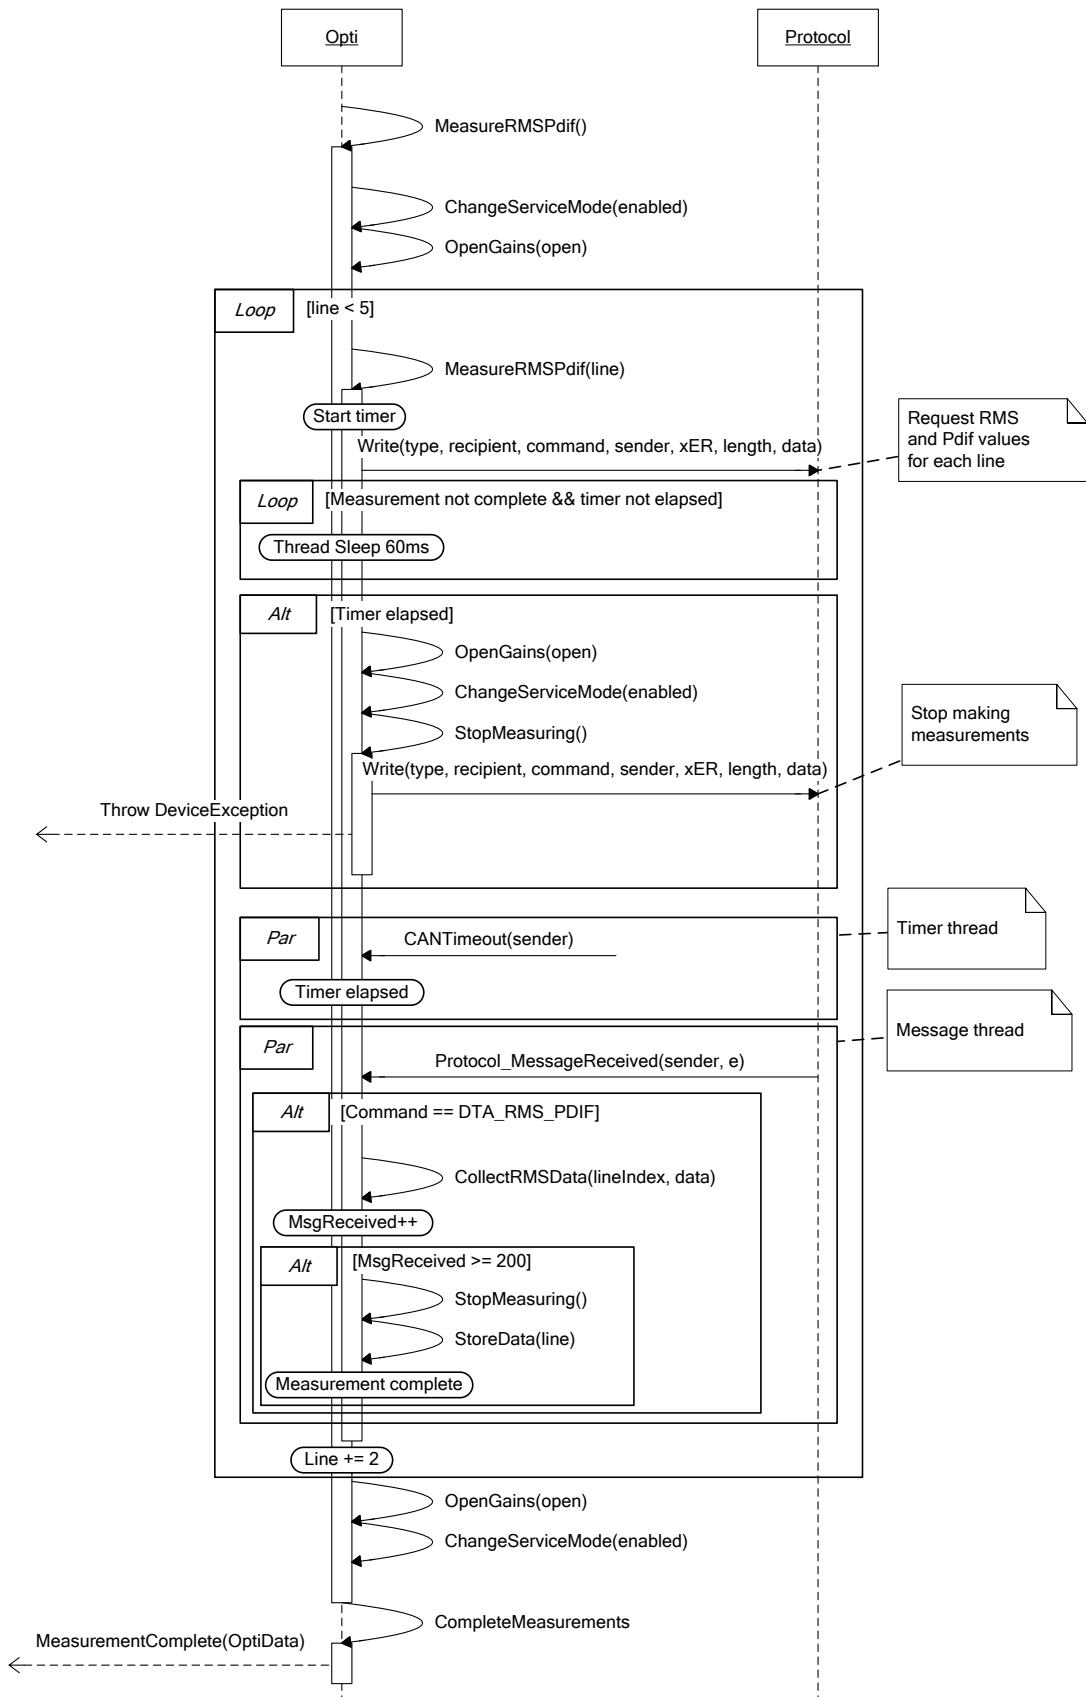 Opti
Protocol
MeasureRMSPdif()
ChangeServiceMode(enabled)
OpenGains(open)
Loop
[line < 5]
MeasureRMSPdif(line)
Start timer
Write(type, recipient, command, sender, xER, length, data)
Request RMS
and Pdif values
for each line
Loop
[Measurement not complete && timer not elapsed]
Thread Sleep 60ms
Alt
[Timer elapsed]
OpenGains(open)
ChangeServiceMode(enabled)
StopMeasuring()
Stop making
measurements
Write(type, recipient, command, sender, xER, length, data)
Throw DeviceException
Par
CANTimeout(sender)
Timer thread
Timer elapsed
Par
Message thread
Protocol_MessageReceived(sender, e)
Alt
[Command == DTA_RMS_PDIF]
CollectRMSData(lineIndex, data)
MsgReceived++
Alt
[MsgReceived >= 200]
StopMeasuring()
StoreData(line)
Measurement complete
Line += 2
OpenGains(open)
ChangeServiceMode(enabled)
CompleteMeasurements
MeasurementComplete(OptiData)